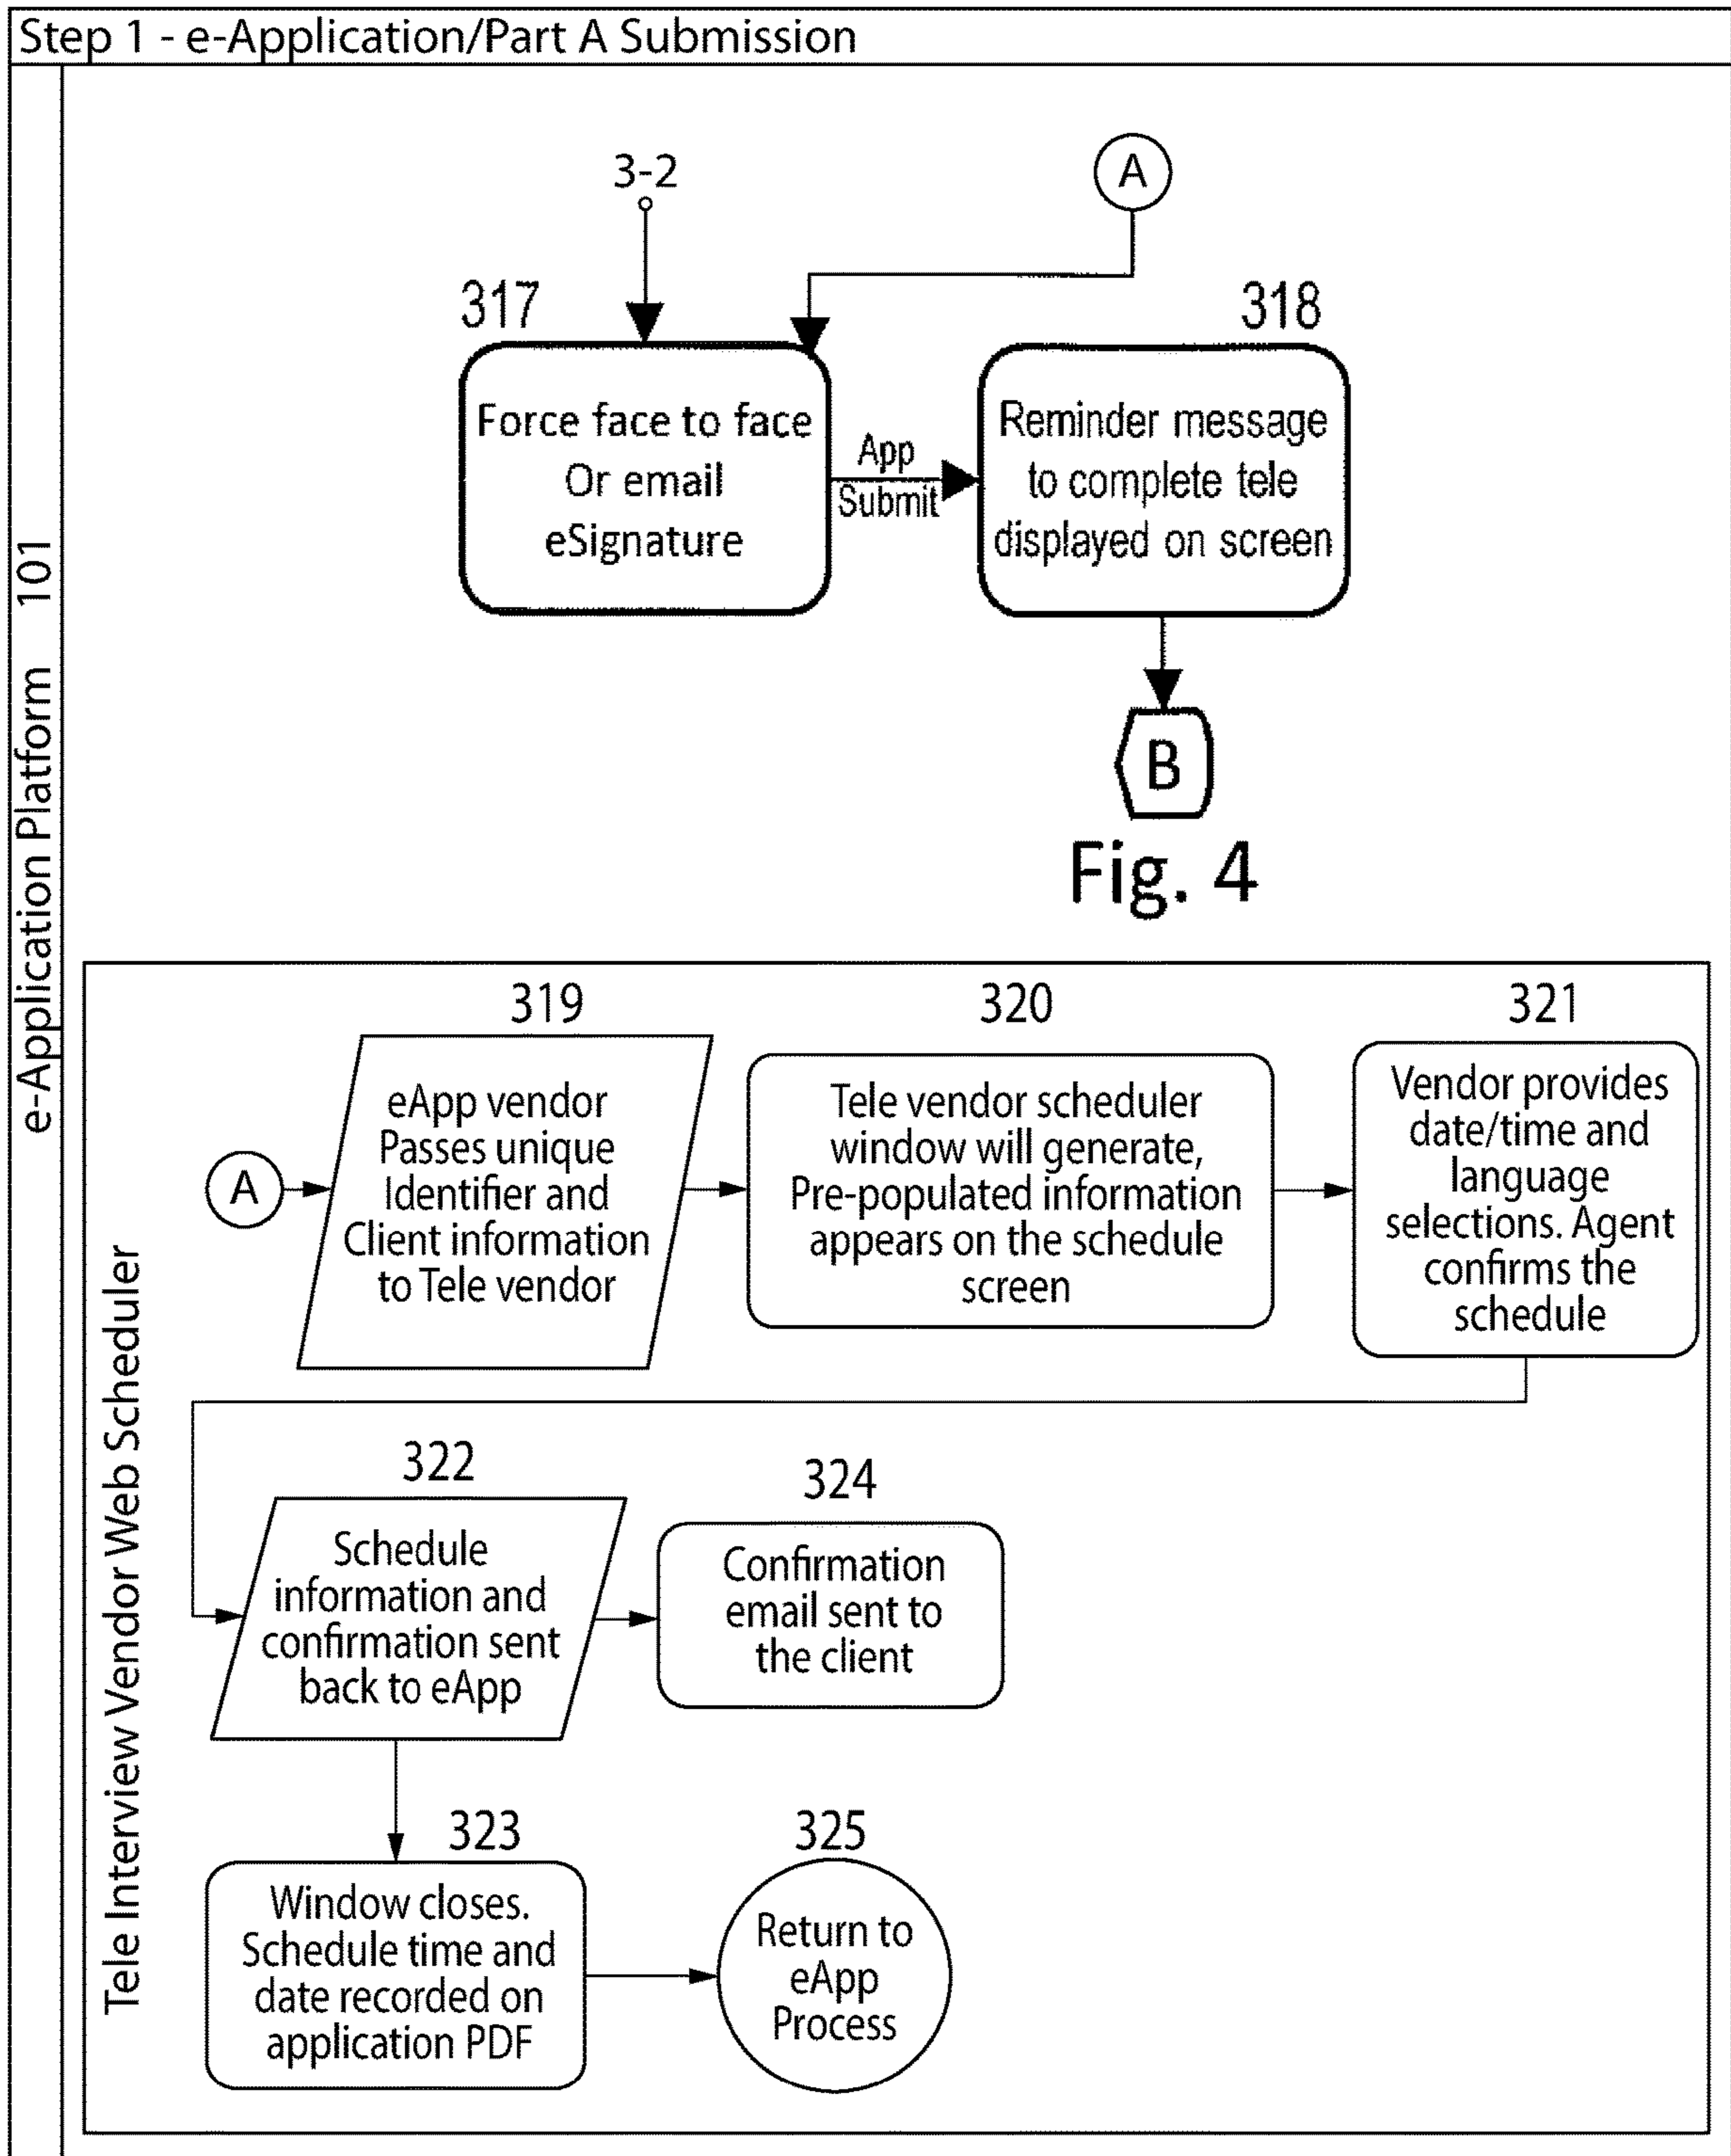 Step 1 - e-Application/Part A Submission
e-Application Platform 101
3-2
A
317
318
Force face to face
Or email
eSignature
App
Submit
Reminder message
to complete tele
displayed on screen
B
Fig. 4
Tele Interview Vendor Web Scheduler
319
320
321
A
eApp vendor
Passes unique
Identifier and
Client information
to Tele vendor
Tele vendor scheduler
window will generate,
Pre-populated information
appears on the schedule
screen
Vendor provides
date/time and
language
selections. Agent
confirms the
schedule
322
324
Schedule
information and
confirmation sent
back to eApp
Confirmation
email sent to
the client
323
325
Window closes.
Schedule time and
date recorded on
application PDF
Return to
eApp
Process